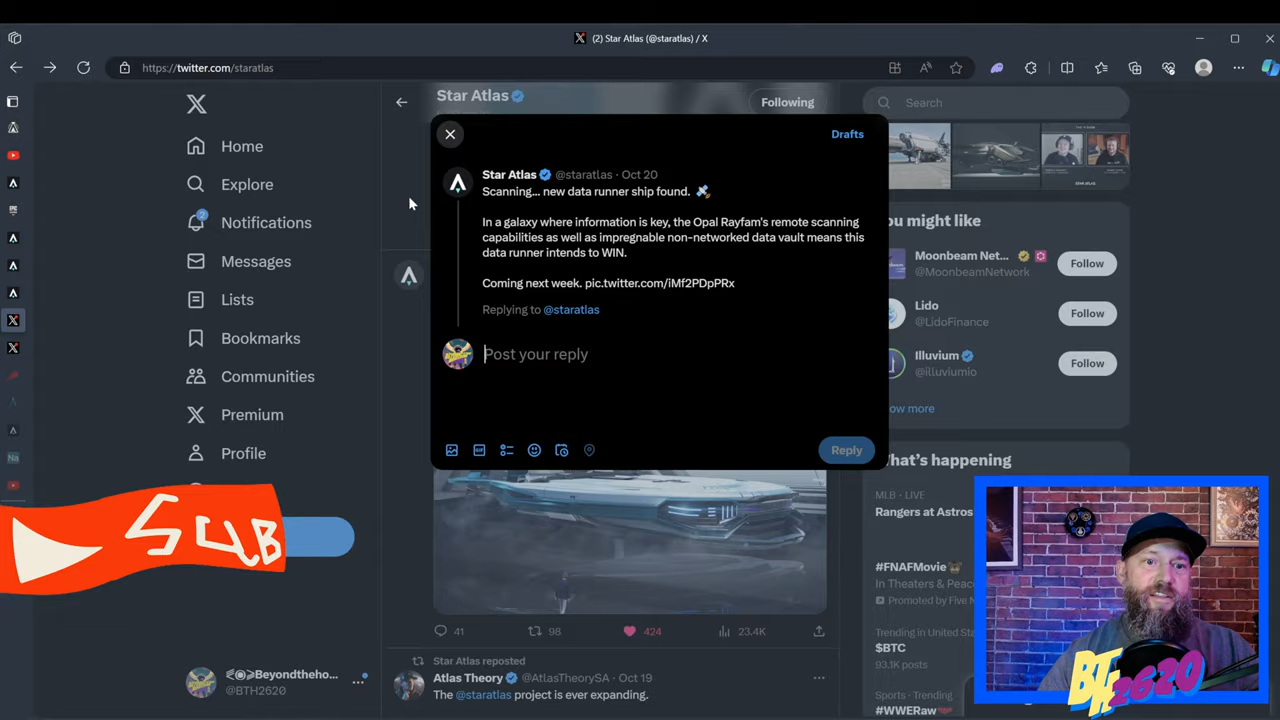 (2) Star Atlas (@staratlas) / X
https://twitter.com/staratlas
Home
Explore
2
Notifications
Messages
Lists
Bookmarks
Communities
Premium
Profile
SUB
Beyondtheho...
@BTH2620
Star Atlas
Following
Drafts
Star Atlas @staratlas · Oct 20
Scanning... new data runner ship found.
In a galaxy where information is key, the Opal Rayfam's remote scanning
capabilities as well as impregnable non-networked data vault means this
data runner intends to WIN.
Coming next week. pic.twitter.com/iMf2PDpPRx
Replying to @staratlas
Post your reply
GIF
Reply
41
98
424
23.4K
Star Atlas reposted
Atlas Theory @AtlasTheorySA · Oct 19
The @staratlas project is ever expanding.
Search
ou might like
Moonbeam Net...
@MoonbeamNetwork
Follow
Lido
@LidoFinance
Follow
Illuvium
@illuviumio
Follow
ow more
What's happening
MLB · LIVE
Rangers at Astros
#FNAFMovie
In Theaters & Peac
Promoted by Five N
Trending in United Sta
$BTC
93.1K posts
Sports · Trending
#WWERaw
BTH2620